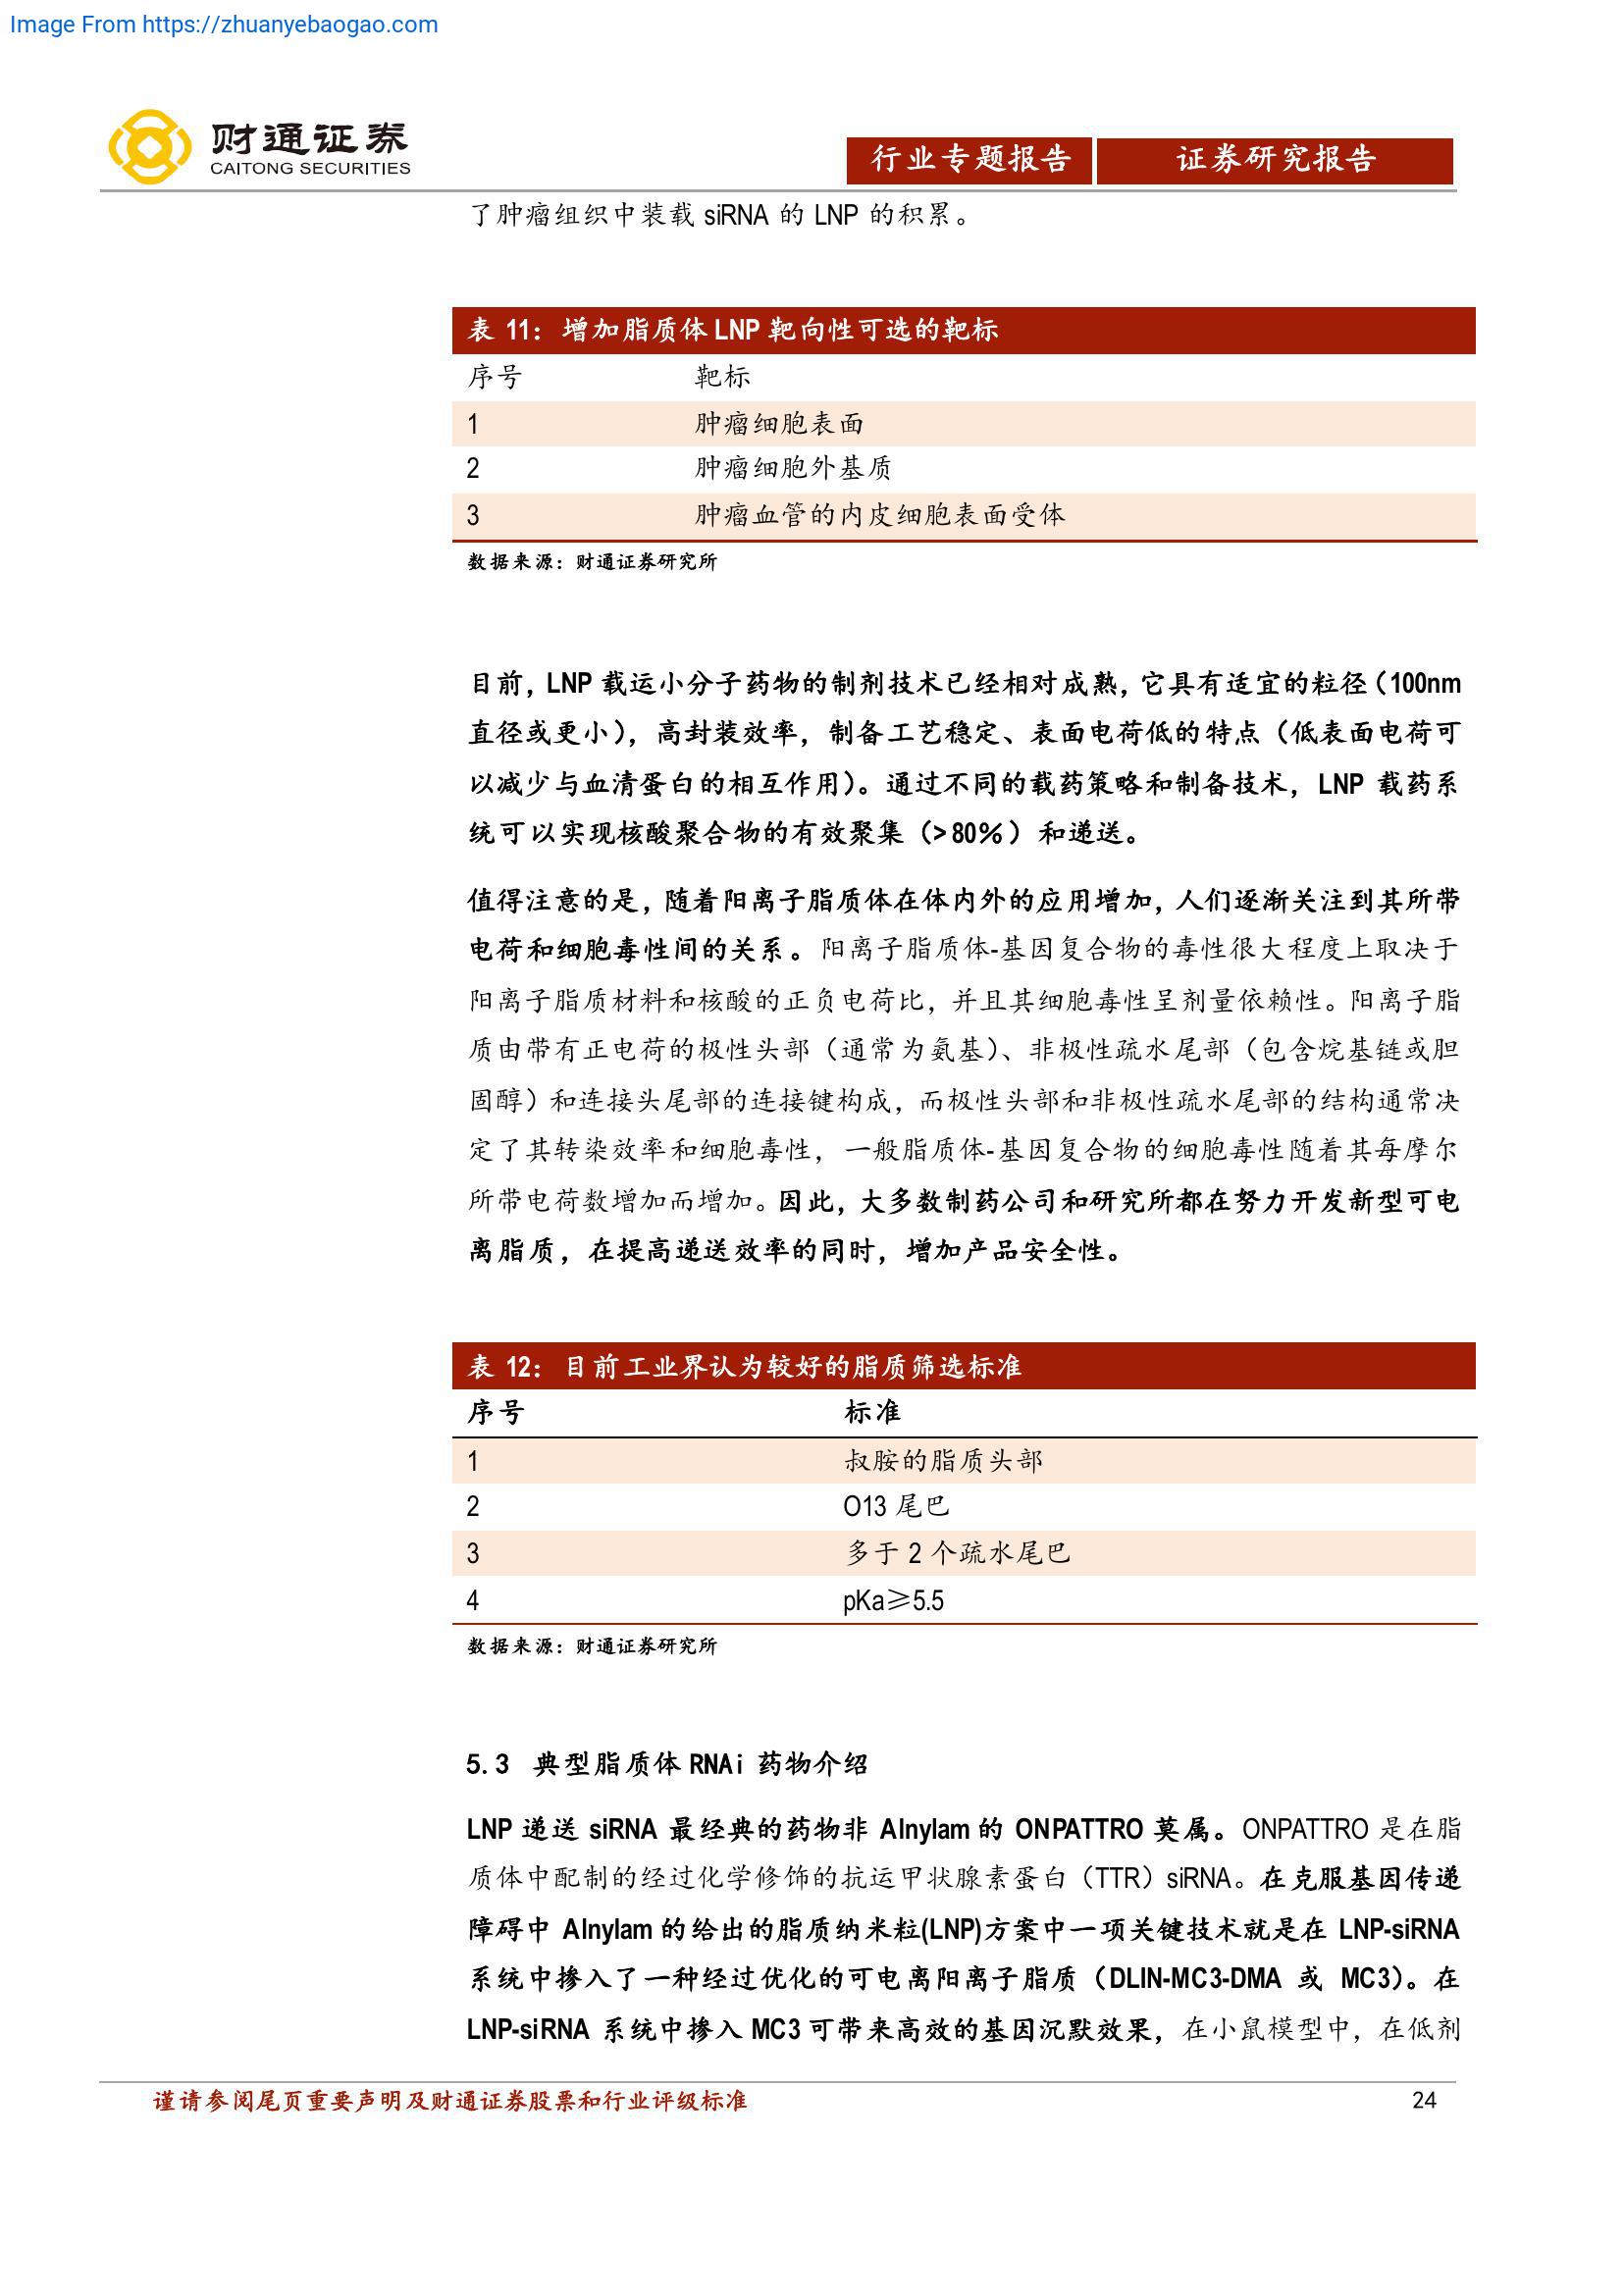 Image From https://zhuanyebaogao.com
财通证券
CAITONG SECURITIES
行业专题报告 证券研究报告
了肿瘤组织中装载 siRNA 的 LNP 的积累。
表 11：增加脂质体 LNP 靶向性可选的靶标
序号 靶标
1 肿瘤细胞表面
2 肿瘤细胞外基质
3 肿瘤血管的内皮细胞表面受体
数据来源：财通证券研究所
目前，LNP 载运小分子药物的制剂技术已经相对成熟，它具有适宜的粒径（100nm
直径或更小），高封装效率，制备工艺稳定、表面电荷低的特点（低表面电荷可
以减少与血清蛋白的相互作用）。通过不同的载药策略和制备技术，LNP 载药系
统可以实现核酸聚合物的有效聚集（> 80%）和递送。
值得注意的是，随着阳离子脂质体在体内外的应用增加，人们逐渐关注到其所带
电荷和细胞毒性间的关系。阳离子脂质体-基因复合物的毒性很大程度上取决于
阳离子脂质材料和核酸的正负电荷比，并且其细胞毒性呈剂量依赖性。阳离子脂
质由带有正电荷的极性头部（通常为氨基）、非极性疏水尾部（包含烷基链或胆
固醇）和连接头尾部的连接键构成，而极性头部和非极性疏水尾部的结构通常决
定了其转染效率和细胞毒性，一般脂质体-基因复合物的细胞毒性随着其每摩尔
所带电荷数增加而增加。因此，大多数制药公司和研究所都在努力开发新型可电
离脂质，在提高递送效率的同时，增加产品安全性。
表 12：目前工业界认为较好的脂质筛选标准
序号 标准
1 叔胺的脂质头部
2 O13 尾巴
3 多于 2 个疏水尾巴
4 pKa≥5.5
数据来源：财通证券研究所
5.3 典型脂质体 RNAi 药物介绍
LNP 递送 siRNA 最经典的药物非 Alnylam 的 ONPATTRO 莫属。ONPATTRO 是在脂
质体中配制的经过化学修饰的抗运甲状腺素蛋白（TTR）siRNA。在克服基因传递
障碍中 Alnylam 的给出的脂质纳米粒(LNP)方案中一项关键技术就是在 LNP-siRNA
系统中掺入了一种经过优化的可电离阳离子脂质（DLIN-MC3-DMA 或 MC3）。在
LNP-siRNA 系统中掺入 MC3 可带来高效的基因沉默效果，在小鼠模型中，在低剂
谨请参阅尾页重要声明及财通证券股票和行业评级标准 24